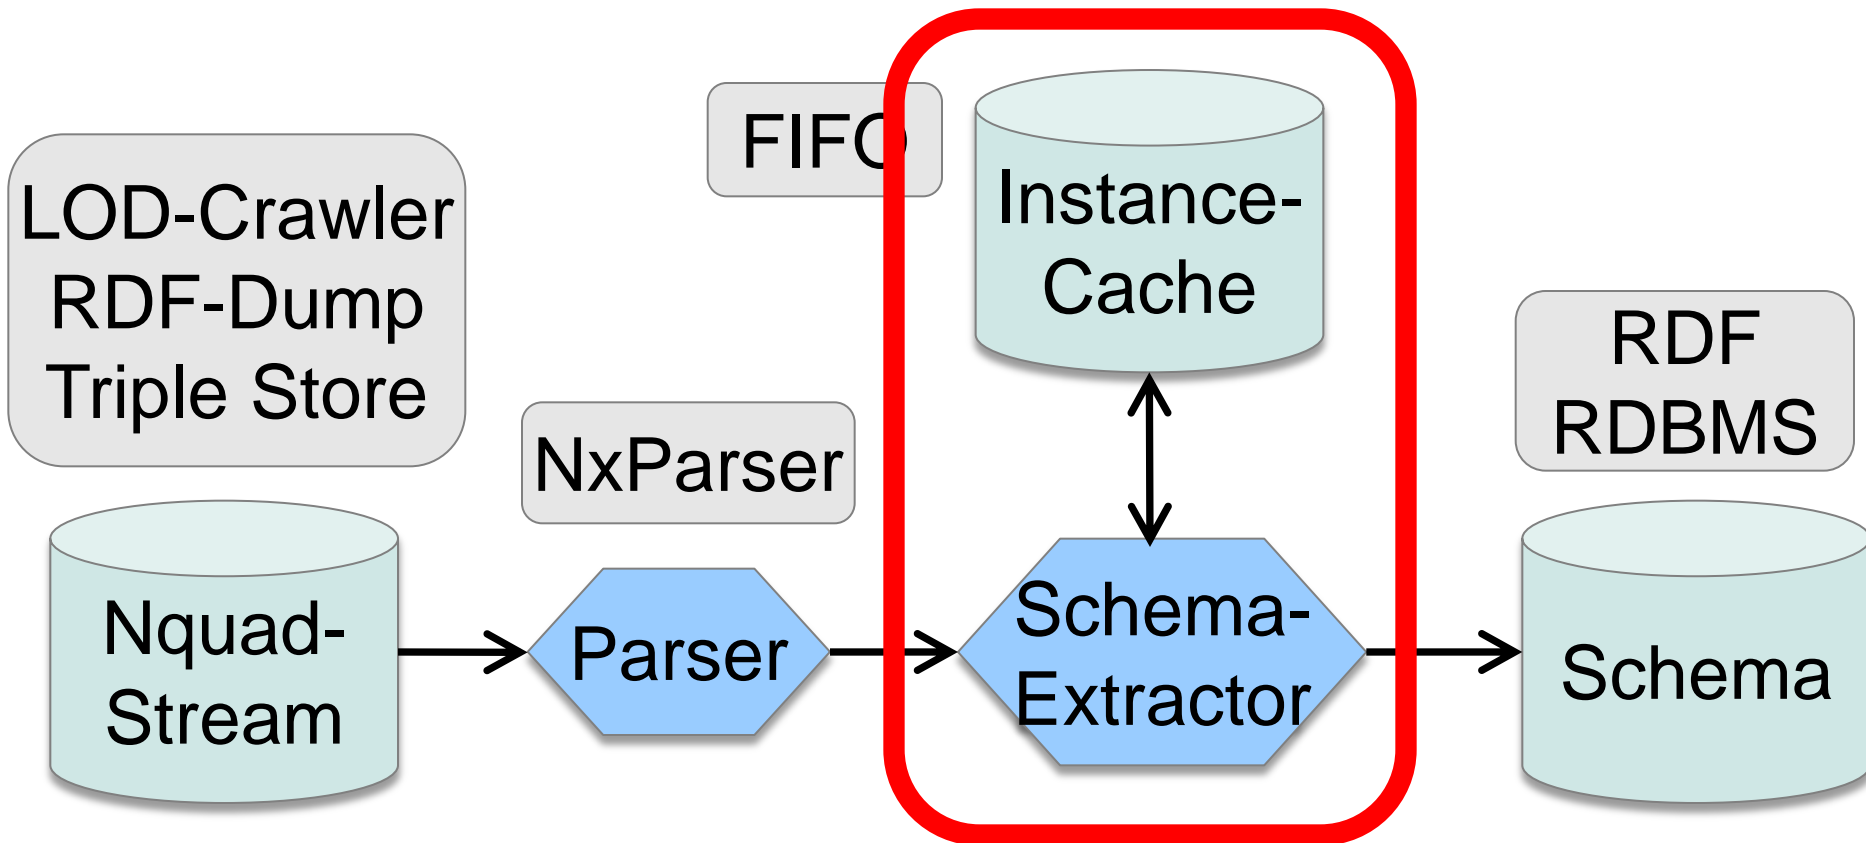 LOD-Crawler
RDF-Dump
Triple Store
Nquad-
Stream
NxParser
Parser
FIFO
Instance-
Cache
Schema-
Extractor
RDF
RDBMS
Schema